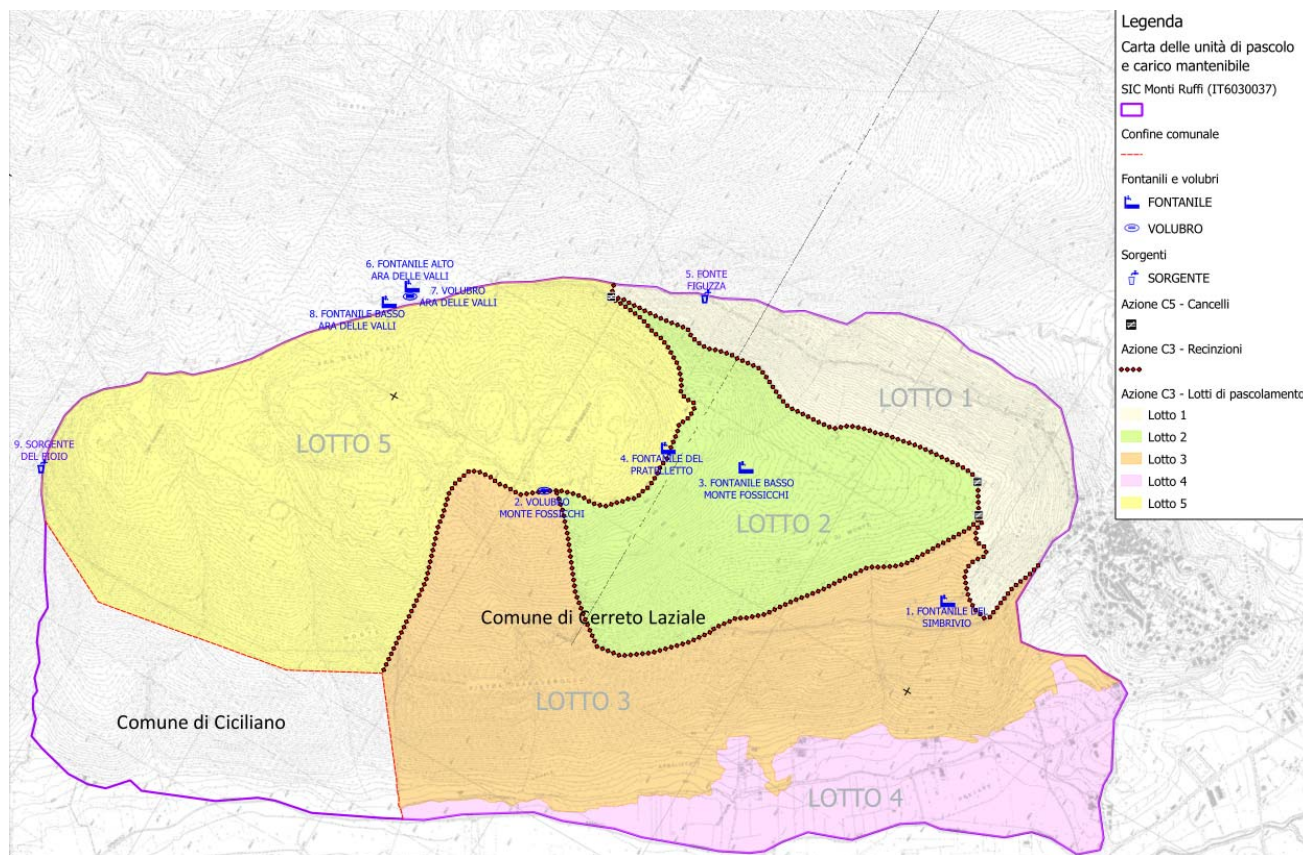 Legenda
Carta delle unità di pascolo
e carico mantenibile
SIC Monti Ruffi (IT6030037)
Confine comunale
Fontanili e volubri
FONTANILE
VOLUBRO
Sorgenti
SORGENTE
Azione C5 - Cancelli
Azione C3 - Recinzioni
Azione C3 - Lotti di pascolamento
Lotto 1
Lotto 2
Lotto 3
Lotto 4
Lotto 5
6. FONTANILE ALTO
ARA DELLE VALLI
7. VOLUBRO
ARA DELLE VALLI
8. FONTANILE BASSO
ARA DELLE VALLI
5. FONTE
FIGUZZA
LOTTO 1
9. SORGENTE
DEL FIOIO
LOTTO 5
4. FONTANILE DEL
PRATELLETTO
3. FONTANILE BASSO
MONTE FOSSICCHI
2. VOLUBRO
MONTE FOSSICCHI
LOTTO 2
1. FONTANILE DEL
SIMBRIVIO
Comune di Cerreto Laziale
LOTTO 3
Comune di Ciciliano
LOTTO 4